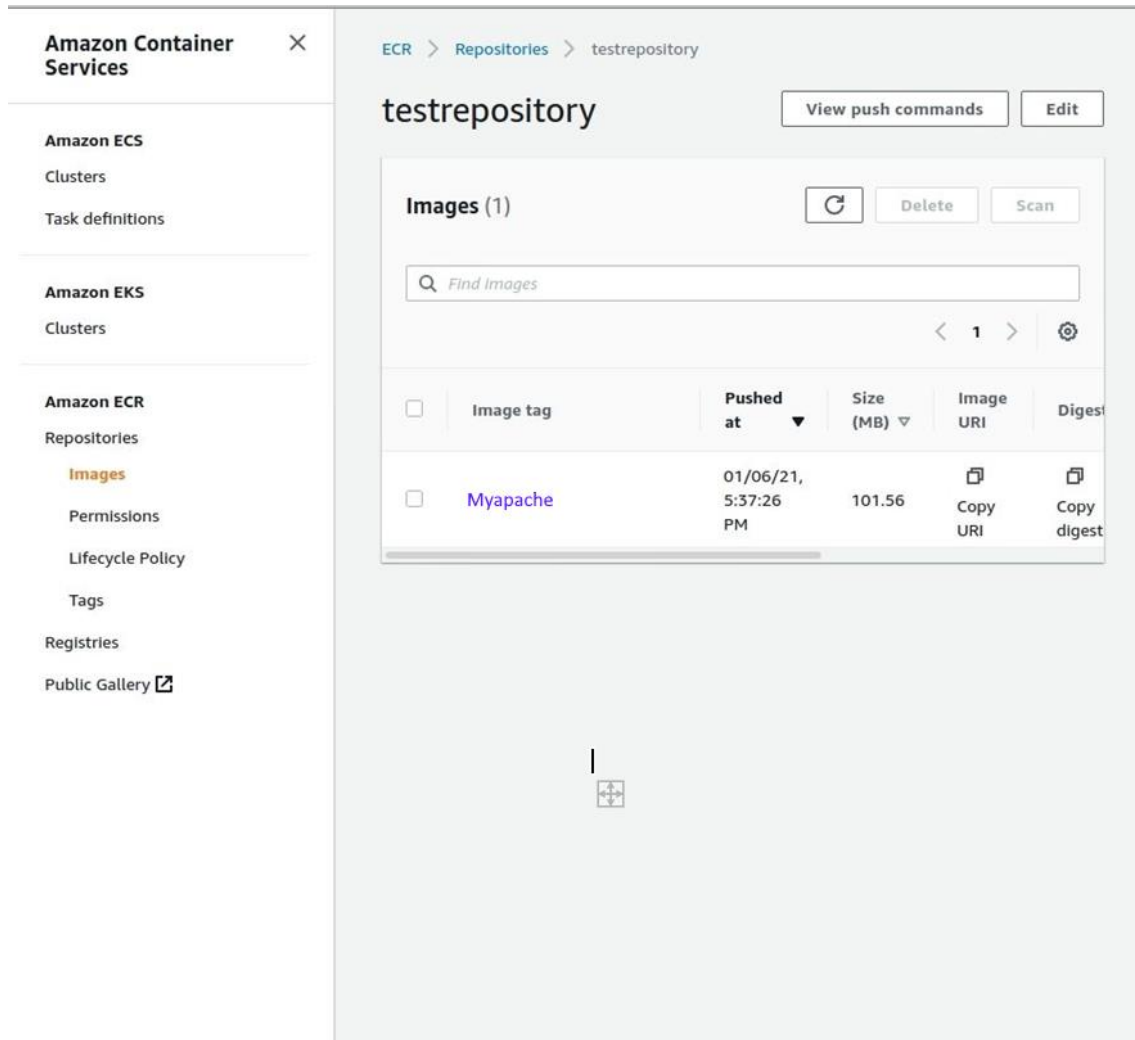 Amazon Container
Services
Amazon ECS
Clusters
Task definitions
Amazon EKS
Clusters
Amazon ECR
Repositories
Images
Permissions
Lifecycle Policy
Tags
Registries
Public Gallery
ECR > Repositories > testrepository
testrepository
View push commands
Edit
Images (1)
Delete
Scan
Find Images
< 1 >
Image tag
Pushed
at
Size
(MB)
Image
URI
Digest
Myapache
01/06/21,
5:37:26
PM
101.56
Copy
URI
Copy
digest